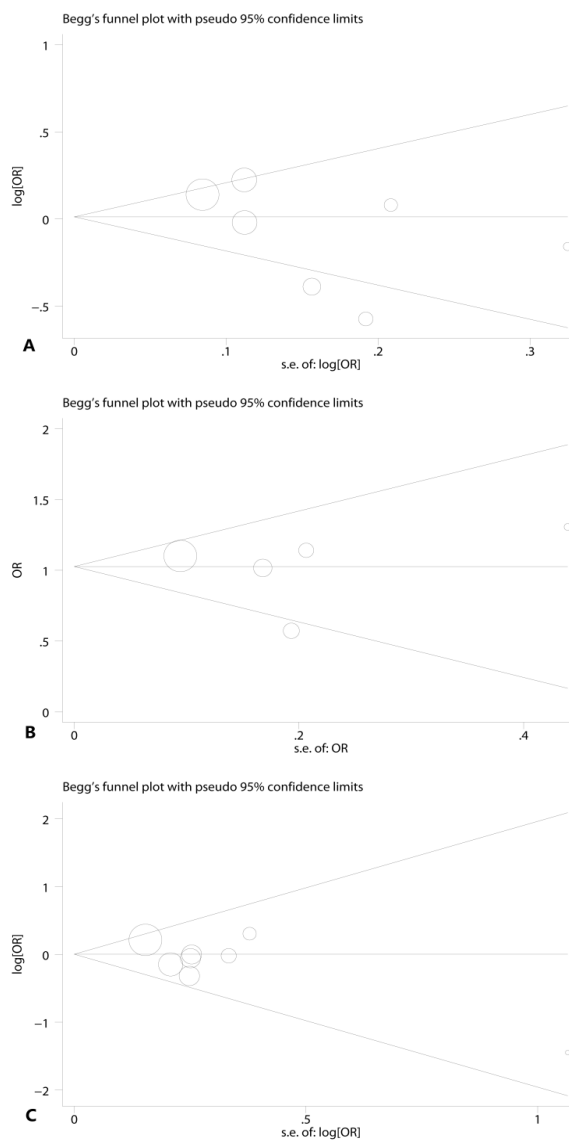 Begg's funnel plot with pseudo 95% confidence limits
1
.5
0
−.5
log[OR]
A
0
.1
.2
.3
s.e. of: log[OR]
Begg's funnel plot with pseudo 95% confidence limits
2
1.5
1
.5
0
OR
B
0
.2
.4
s.e. of: OR
Begg's funnel plot with pseudo 95% confidence limits
2
1
0
−1
−2
log[OR]
C
0
.5
1
s.e. of: log[OR]